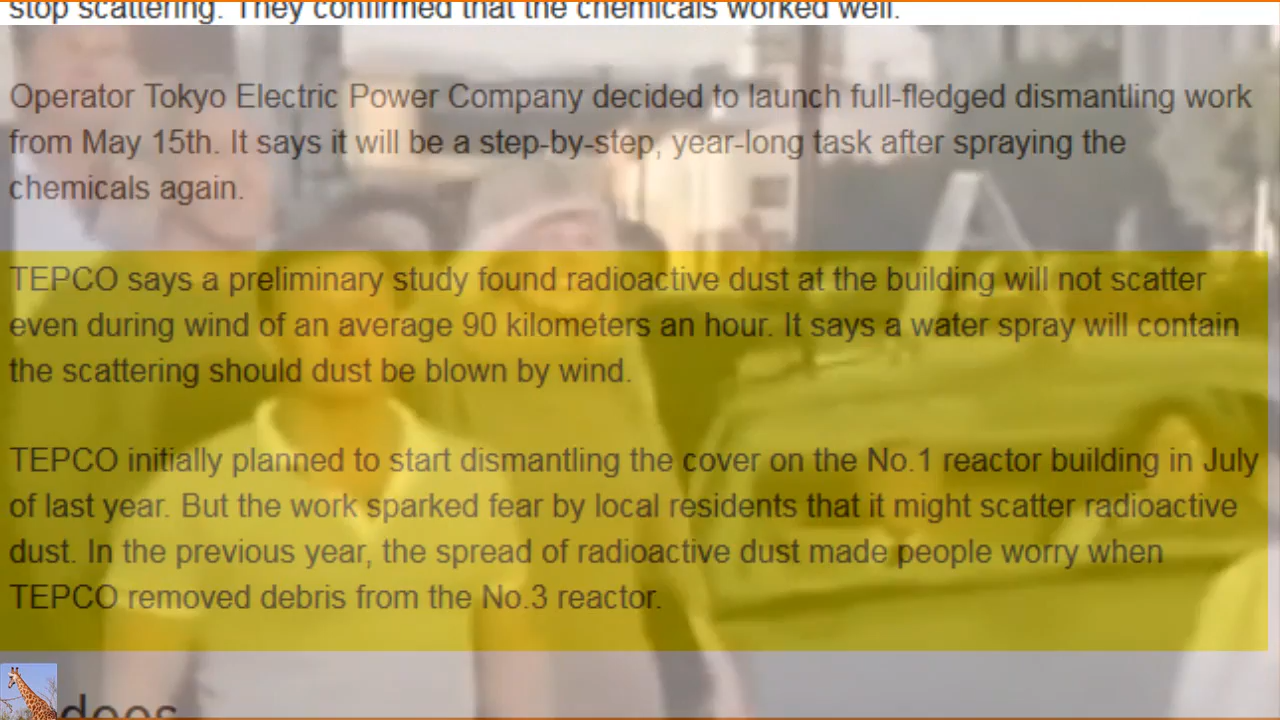 stop scattering. They confirmed that the chemicals worked well.
Operator Tokyo Electric Power Company decided to launch full-fledged dismantling work
from May 15th. It says it will be a step-by-step, year-long task after spraying the
chemicals again.
TEPCO says a preliminary study found radioactive dust at the building will not scatter
even during wind of an average 90 kilometers an hour. It says a water spray will contain
the scattering should dust be blown by wind.
TEPCO initially planned to start dismantling the cover on the No.1 reactor building in July
of last year. But the work sparked fear by local residents that it might scatter radioactive
dust. In the previous year, the spread of radioactive dust made people worry when
TEPCO removed debris from the No.3 reactor.
does